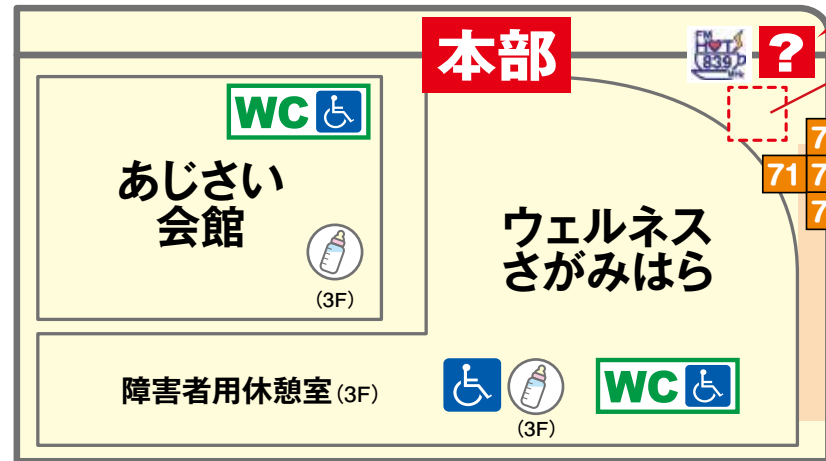 本部
FM
HOT
839
MHz
?
WC
7
71 7
7
あじさい
会館
(3F)
ウェルネス
さがみはら
障害者用休憩室(3F)
(3F)
WC